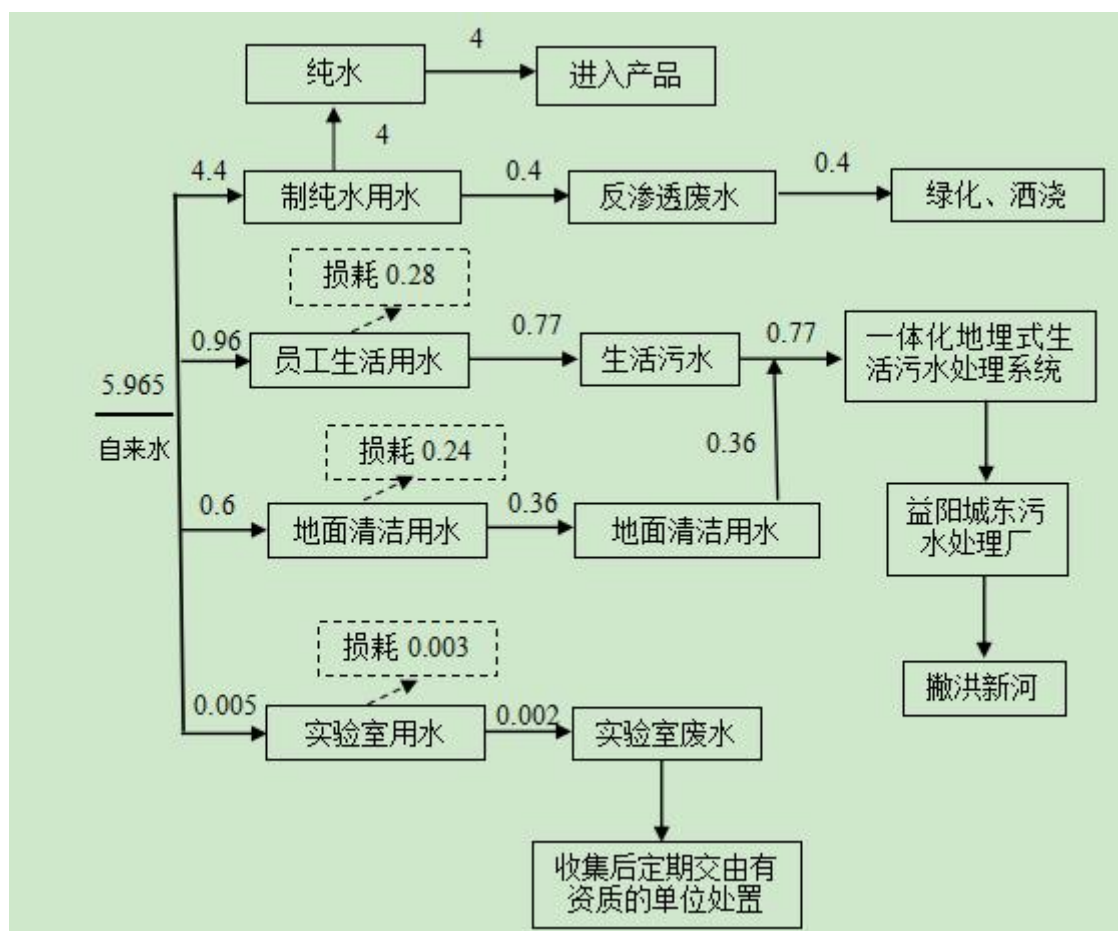 4
纯水
进入产品
4
4.4
制纯水用水
0.4
反渗透废水
0.4
绿化、洒浇
损耗 0.28
0.96
员工生活用水
0.77
生活污水
0.77
一体化地埋式生
活污水处理系统
5.965
自来水
损耗 0.24
0.36
0.6
地面清洁用水
0.36
地面清洁用水
益阳城东污
水处理厂
损耗 0.003
撇洪新河
0.005
实验室用水
0.002
实验室废水
收集后定期交由有
资质的单位处置